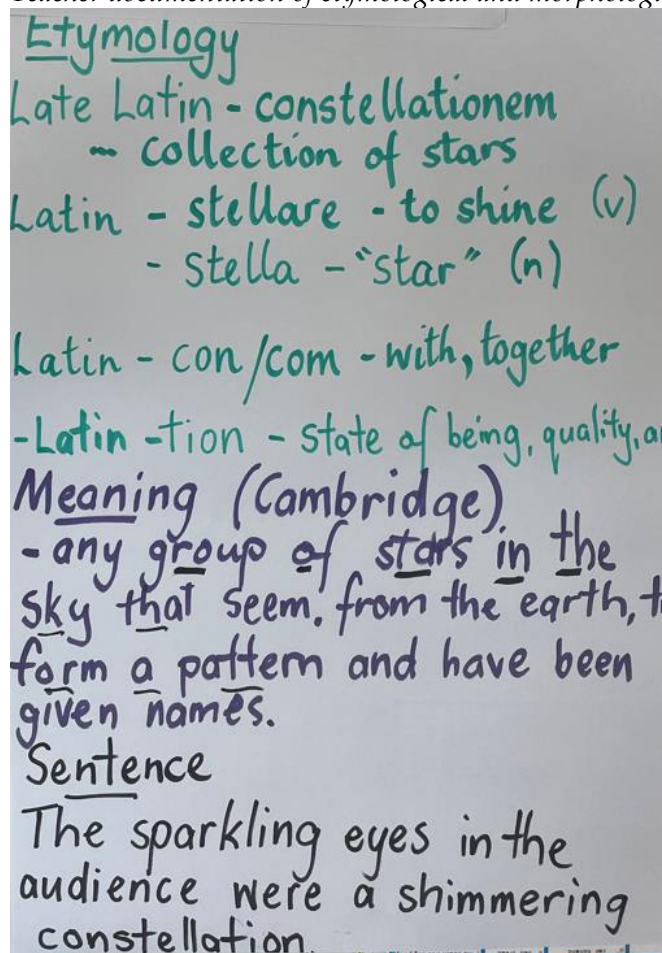 Etymology
Late Latin - constellationem
- collection of stars
Latin - stellare - to shine (v)
- stella - "star" (n)
Latin - con/com - with, together
-Latin -tion - state of being, quality,
Meaning (Cambridge)
- any group of stars in the
sky that seem, from the earth,
form a pattern and have been
given names.
Sentence
The sparkling eyes in the
audience were a shimmering
constellation.